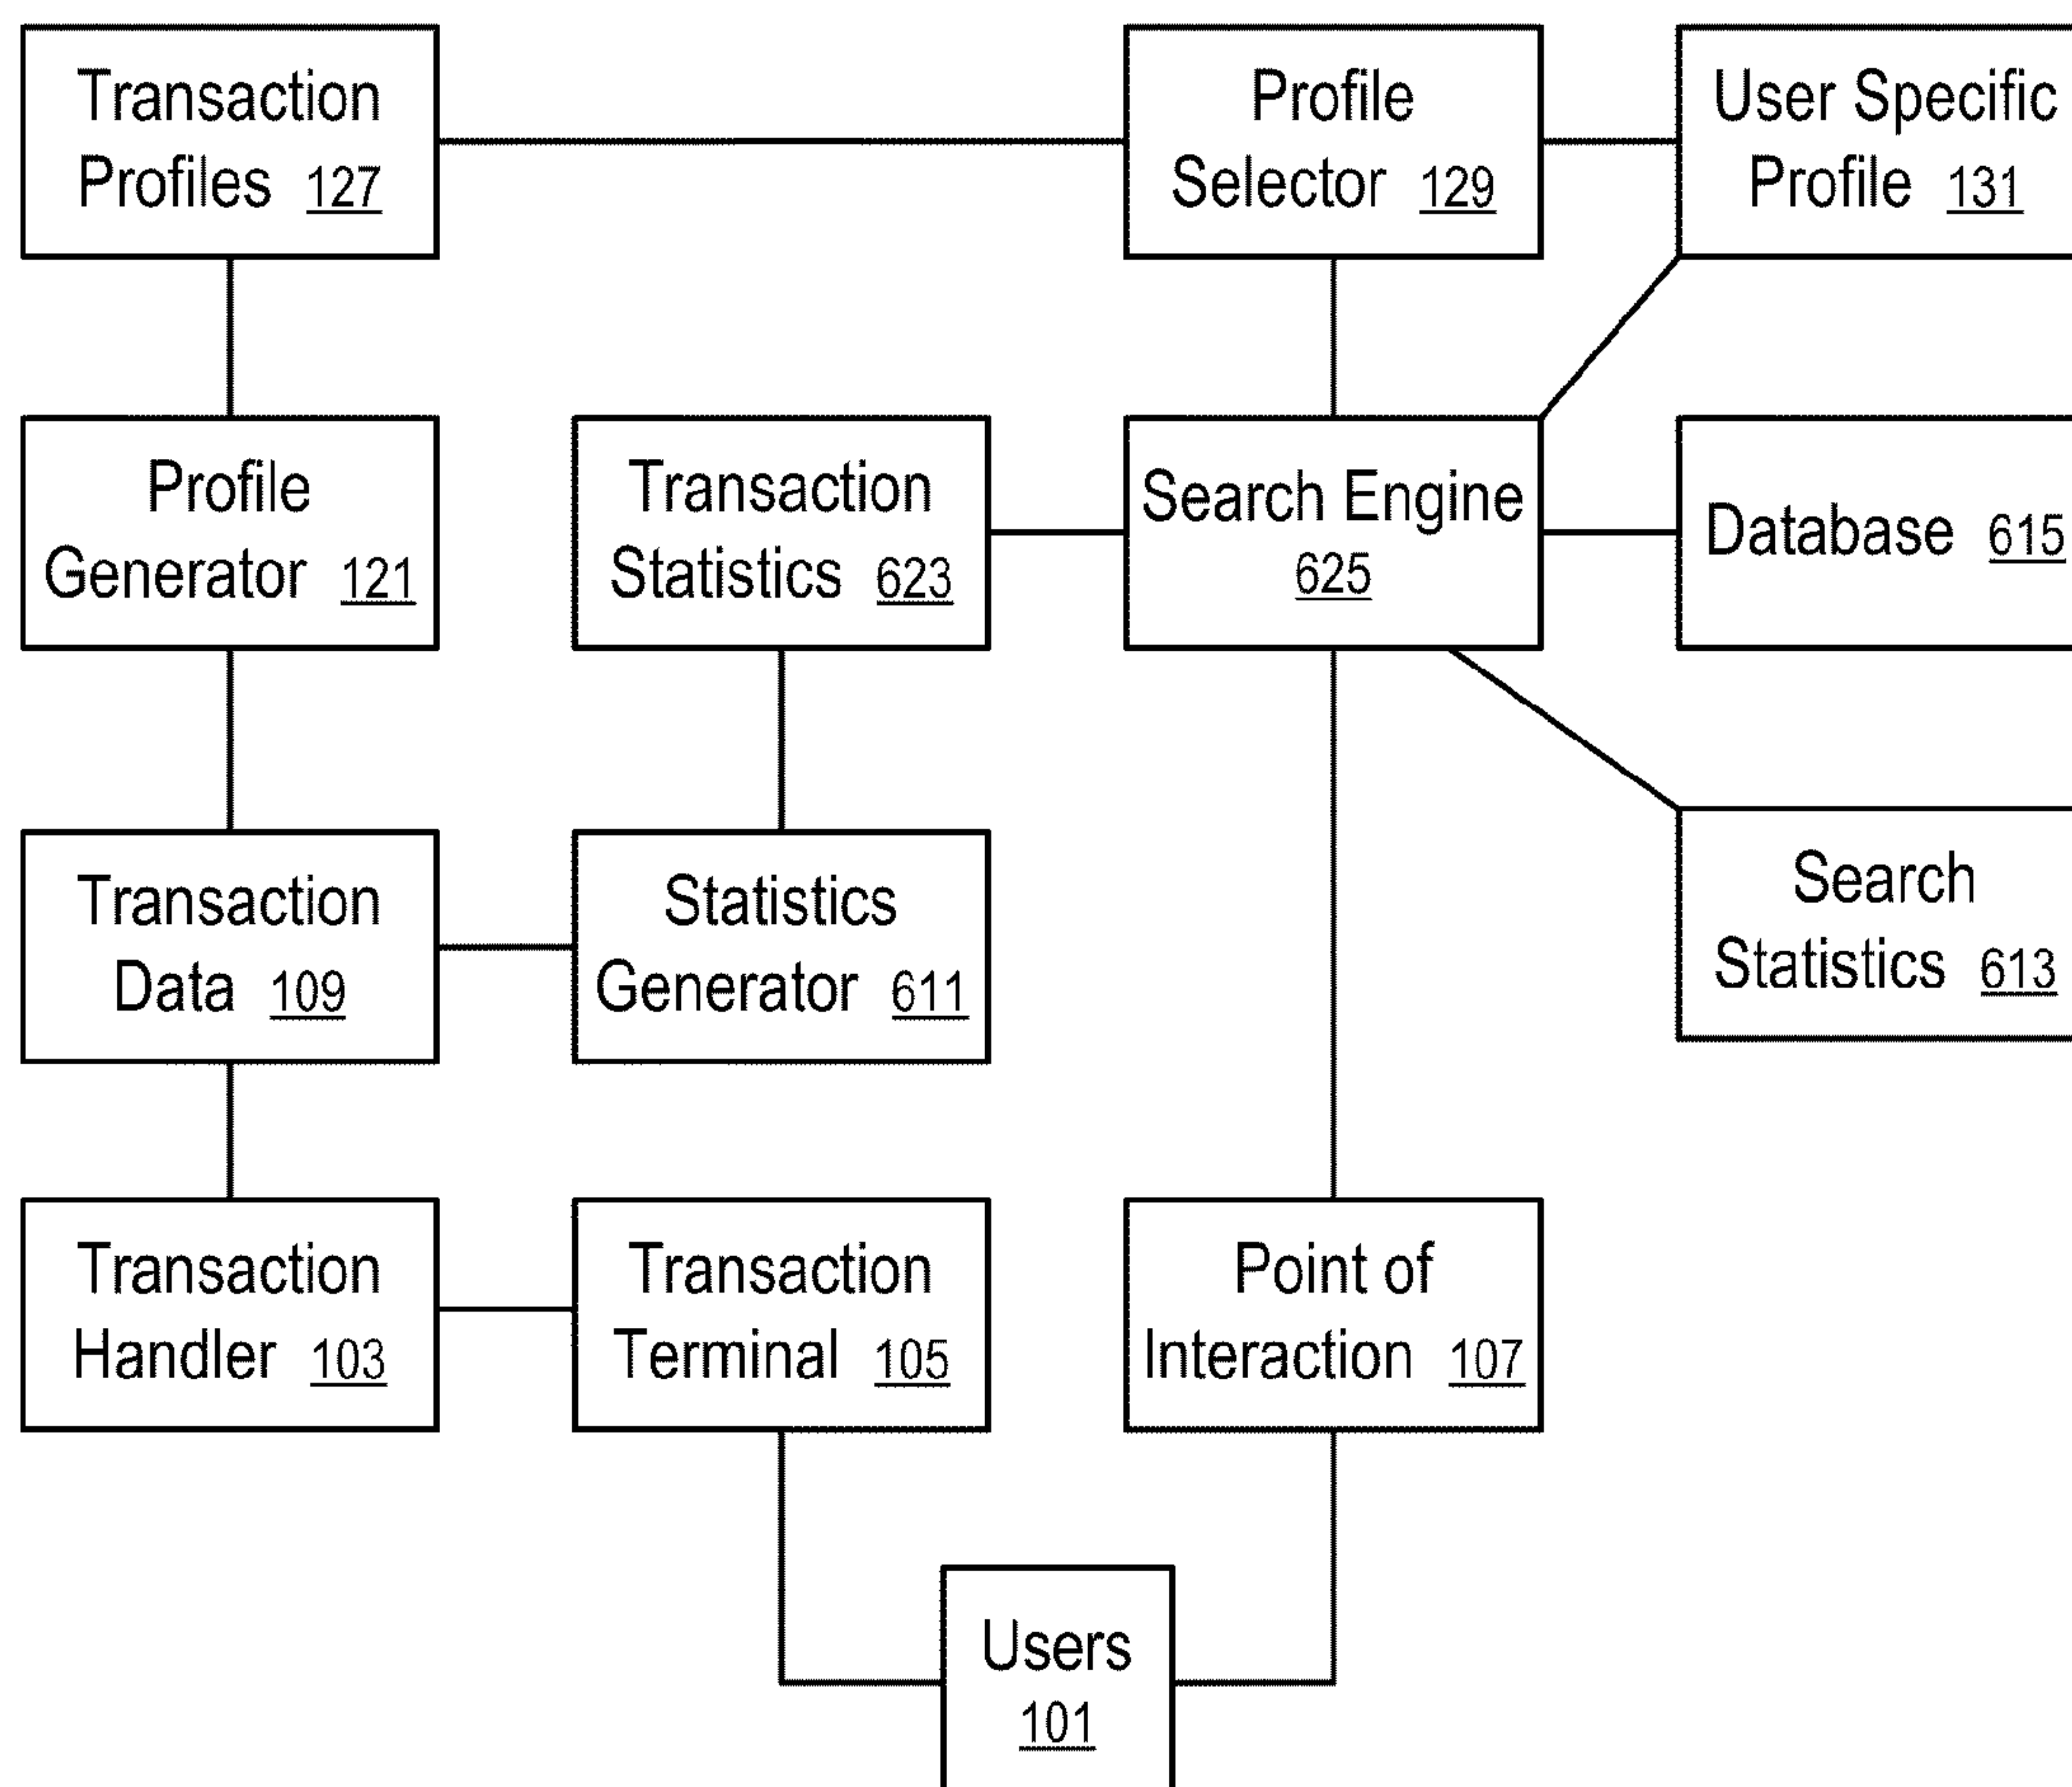 Transaction
Profiles 127
Profile
Selector 129
User Specific
Profile 131
Profile
Generator 121
Transaction
Statistics 623
Search Engine
625
Database 615
Transaction
Data 109
Statistics
Generator 611
Search
Statistics 613
Transaction
Handler 103
Transaction
Terminal 105
Point of
Interaction 107
Users
101